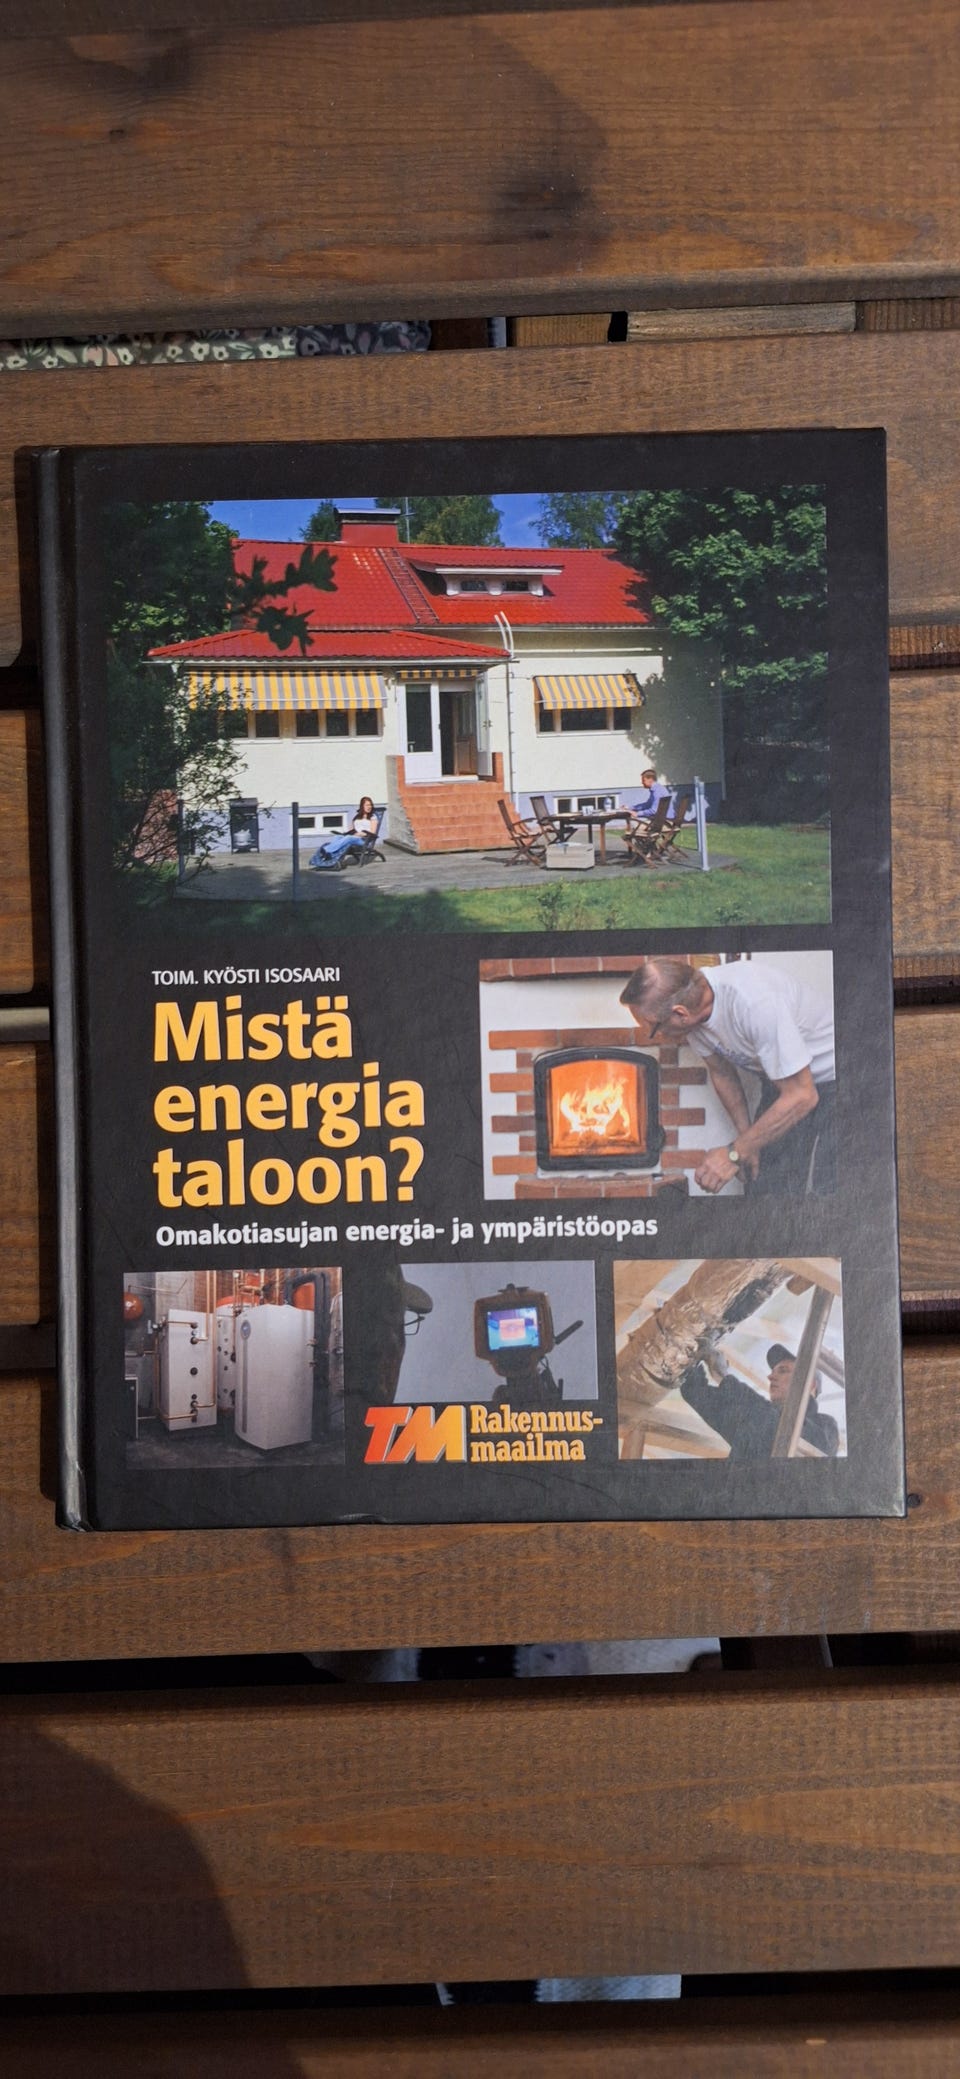 TOIM. KYÖSTI ISOSAARI
Mistä
energia
taloon?
Omakotiasujan energia- ja ympäristöopas
TM Rakennus-
maailma